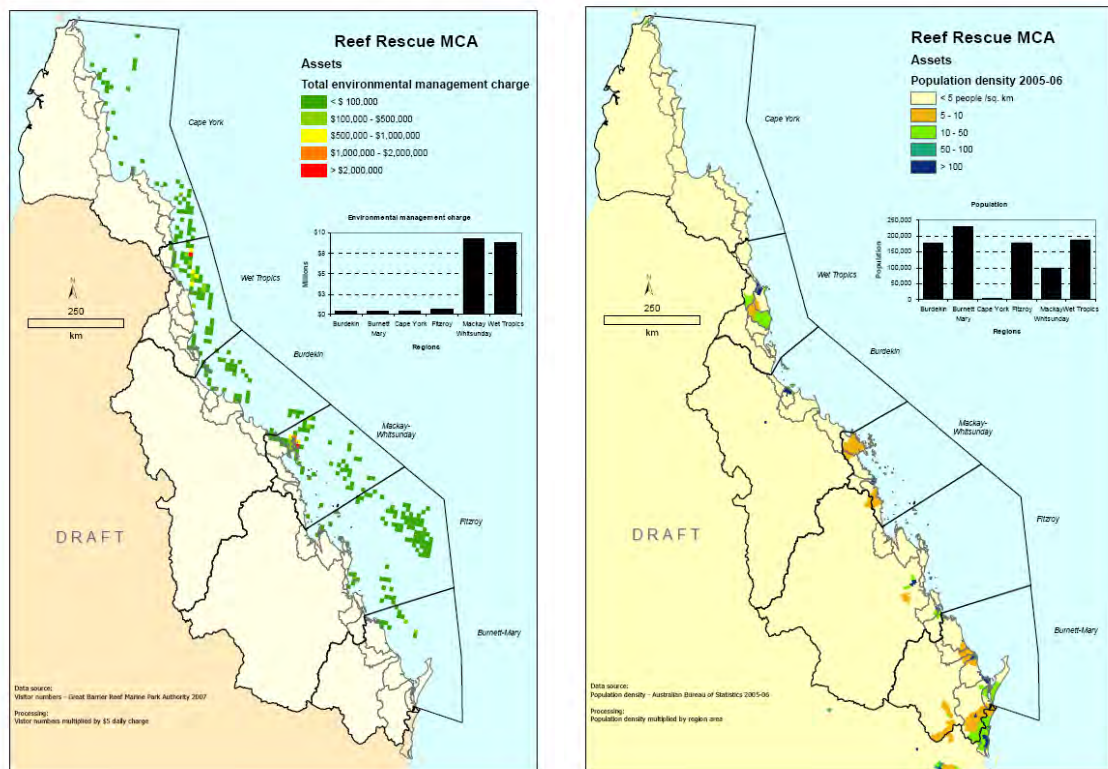 Reef Rescue MCA
Assets
Total environmental management charge
< $ 100,000
$100,000 - $500,000
$500,000 - $1,000,000
$1,000,000 - $2,000,000
> $2,000,000
Cape York
Environmental management charge
$10
$8
$5
$3
$0
Millions
Burdekin
Burnett Mary
Cape York
Fitzroy
Mackay Whitsunday
Wet Tropics
Regions
N
250
km
Wet Tropics
Burdekin
Mackay-
Whitsunday
Fitzroy
Burnett-Mary
DRAFT
Data source:
Visitor numbers - Great Barrier Reef Marine Park Authority 2007
Processing:
Visitor numbers multiplied by $5 daily charge
Reef Rescue MCA
Assets
Population density 2005-06
< 5 people /sq. km
5 - 10
10 - 50
50 - 100
> 100
Cape York
Population
250,000
200,000
150,000
100,000
50,000
0
Population
Burdekin
Burnett Mary
Cape York
Fitzroy
Mackay Whitsunday
Wet Tropics
Regions
N
250
km
Wet Tropics
Burdekin
Mackay-
Whitsunday
Fitzroy
Burnett-Mary
DRAFT
Data source:
Population density - Australian Bureau of Statistics 2005-06
Processing:
Population density multiplied by region area